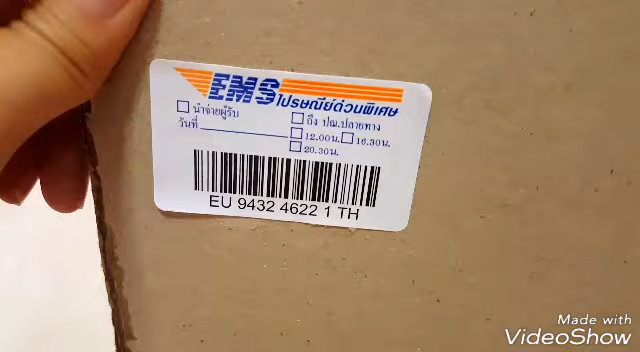 EMS ไปรษณีย์ด่วนพิเศษ
นำจ่ายผู้รับ
ถึง ปณ.ปลายทาง
วันที่
12.00น. 16.30น.
20.30น.
EU 9432 4622 1 TH
Made with
VideoShow